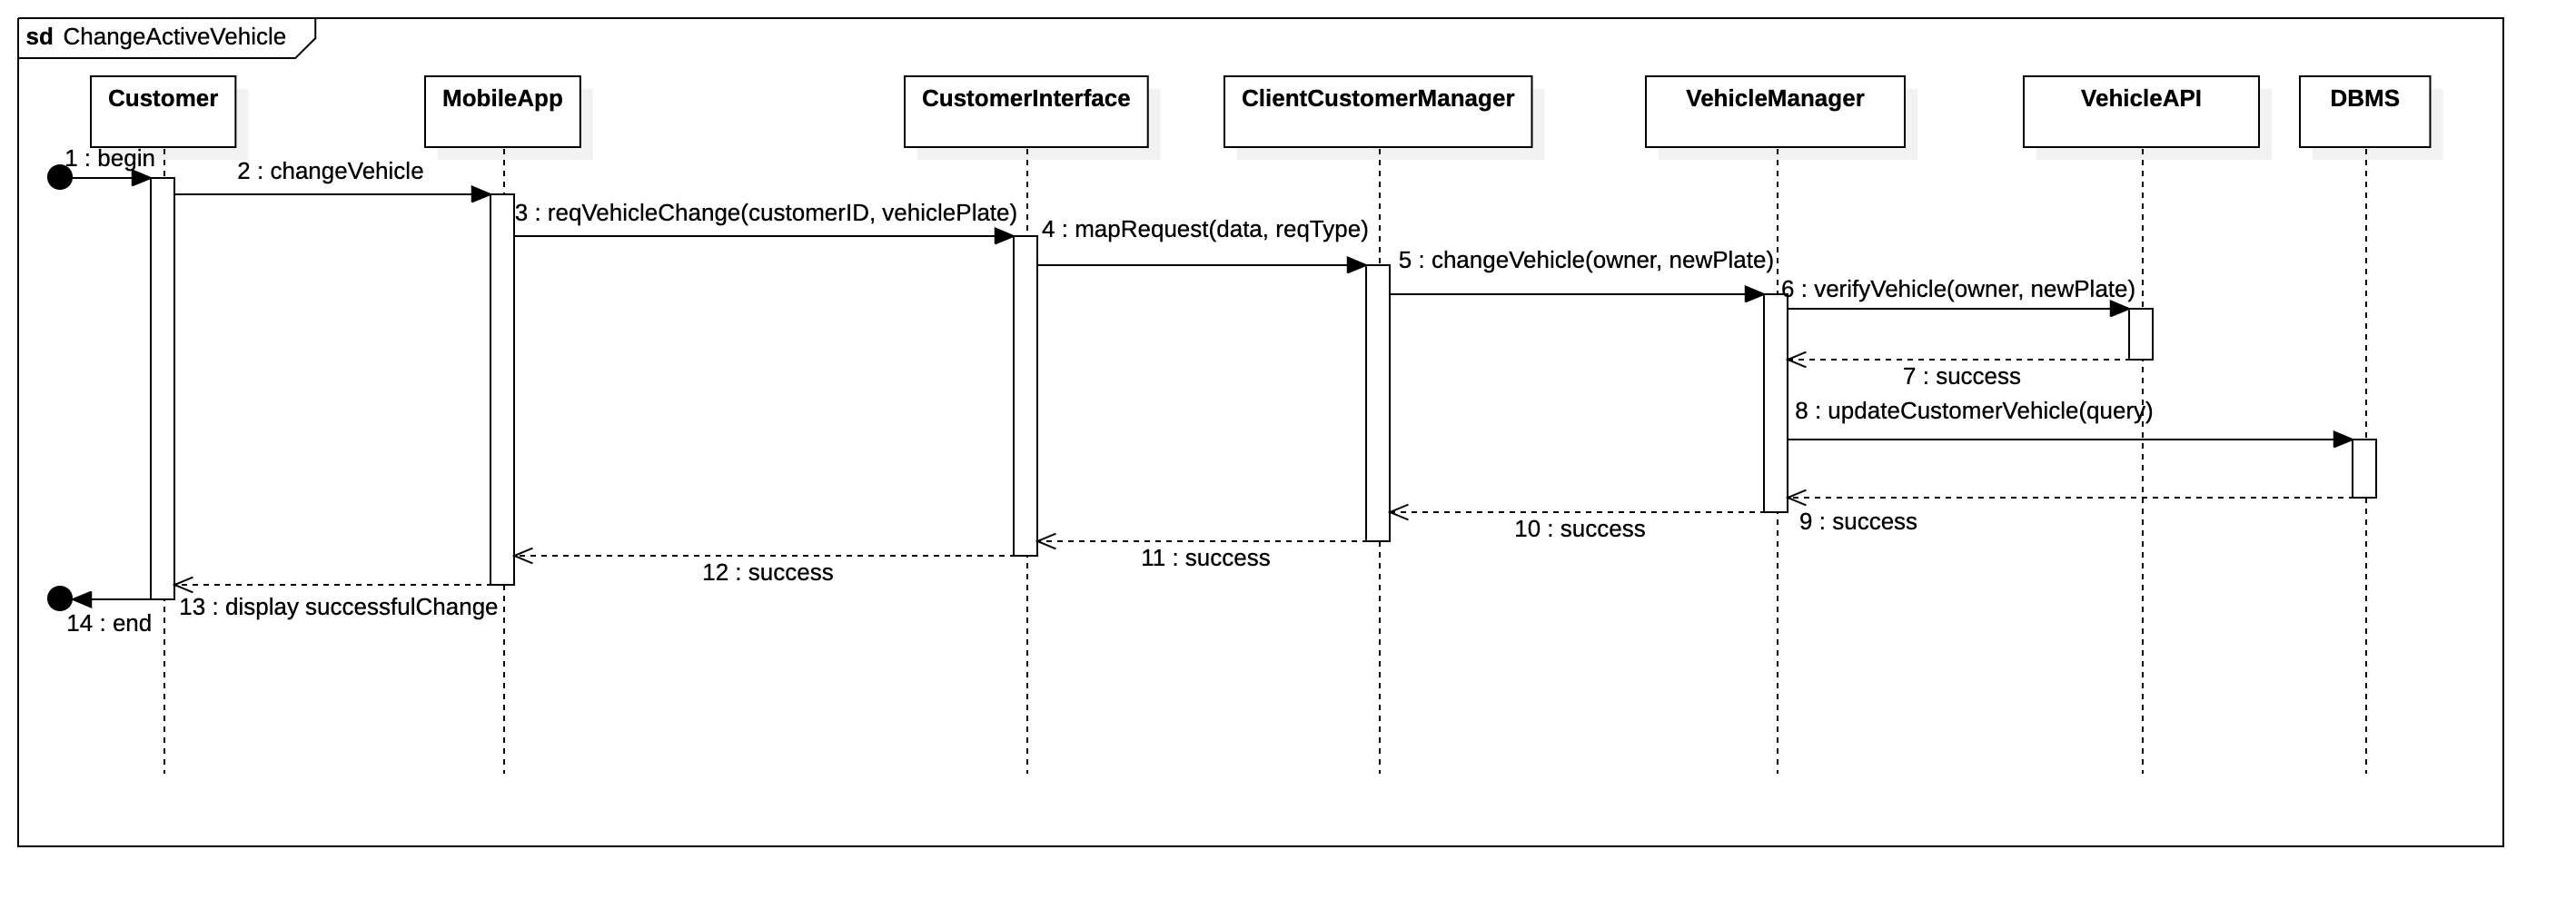 sd ChangeActiveVehicle
Customer
MobileApp
CustomerInterface
ClientCustomerManager
VehicleManager
VehicleAPI
DBMS
1 : begin
2 : changeVehicle
3 : reqVehicleChange(customerID, vehiclePlate)
4 : mapRequest(data, reqType)
5 : changeVehicle(owner, newPlate)
6 : verifyVehicle(owner, newPlate)
7 : success
8 : updateCustomerVehicle(query)
9 : success
10 : success
11 : success
12 : success
13 : display successfulChange
14 : end